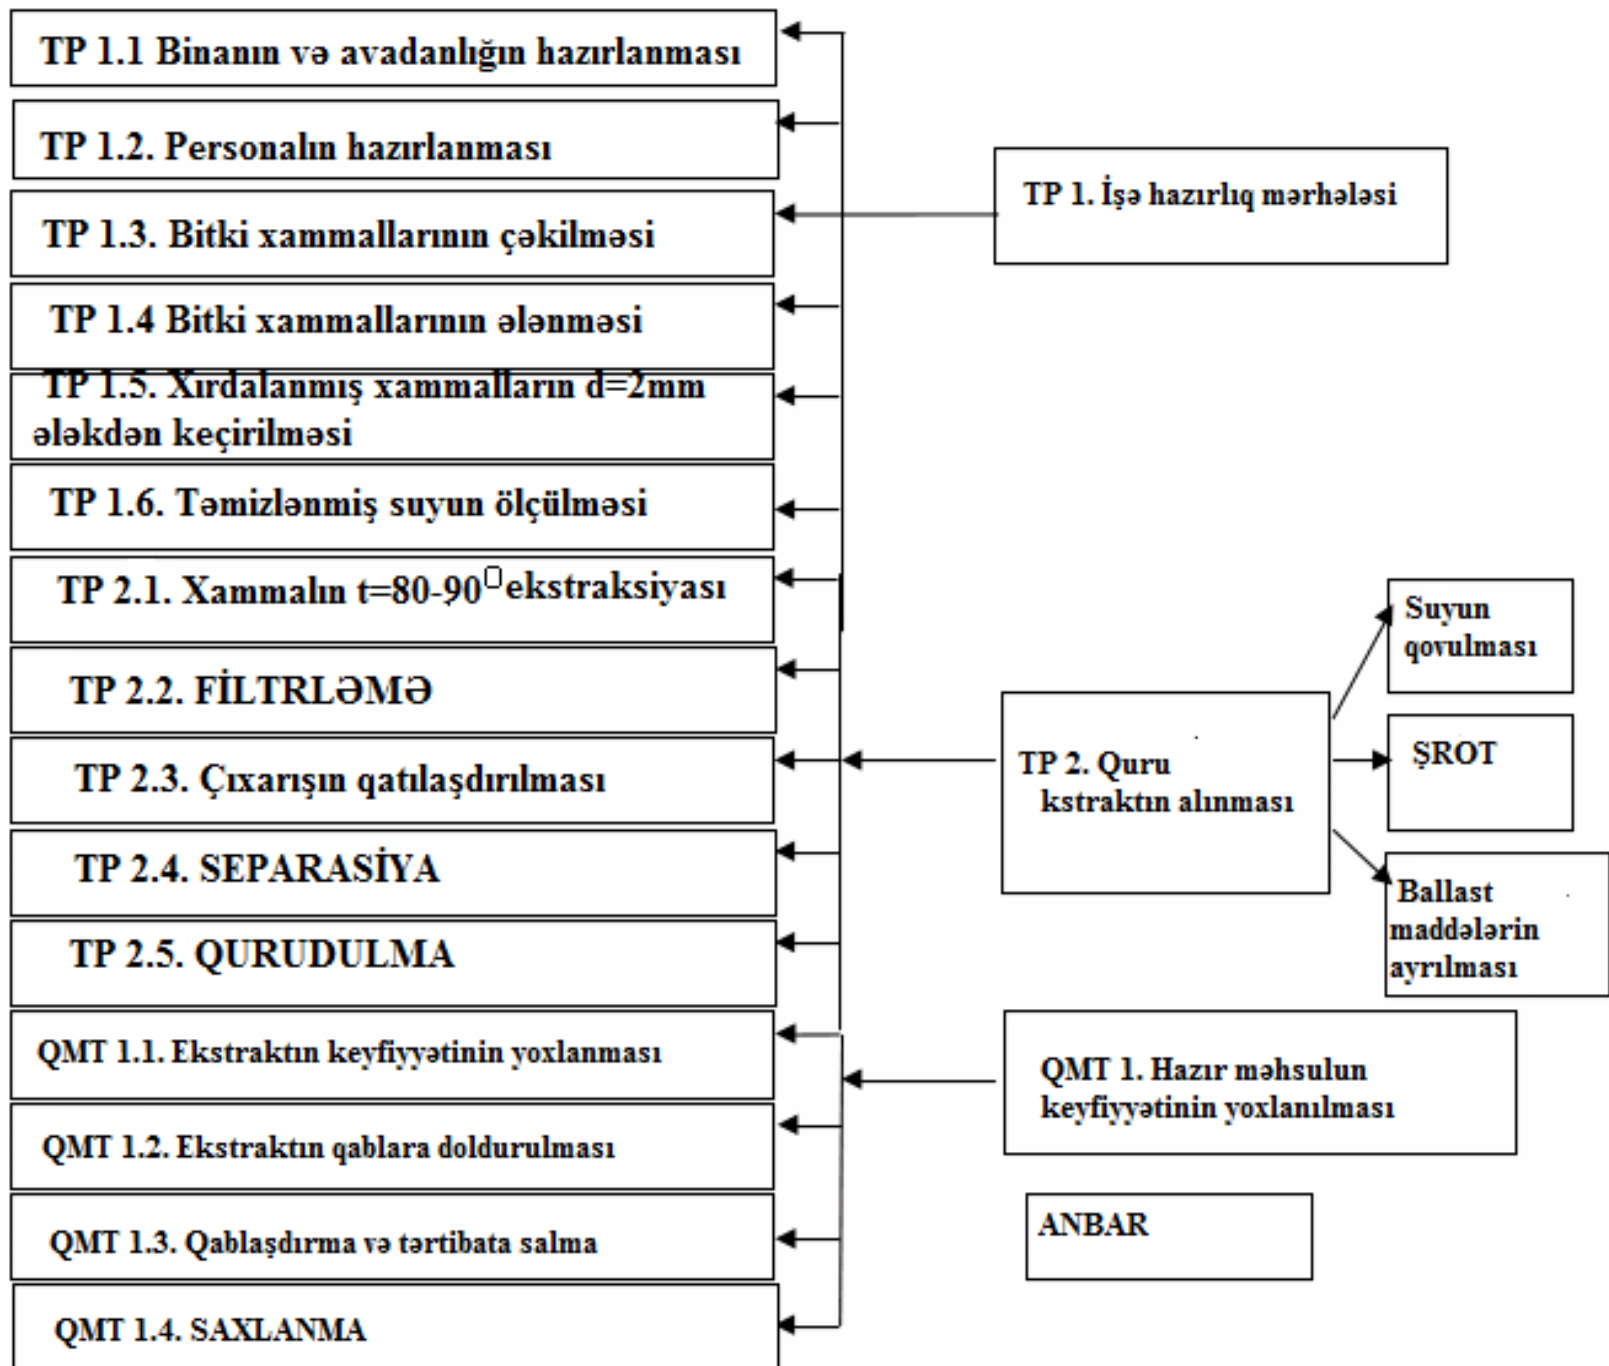 TP 1.1 Binanın və avadanlığın hazırlanması
TP 1.2. Personalın hazırlanması
TP 1.3. Bitki xammallarının çəkilməsi
TP 1.4 Bitki xammallarının ələnməsi
TP 1.5. Xırdalanmış xammalların d=2mm
ələkdən keçirilməsi
TP 1.6. Təmizlənmiş suyun ölçülməsi
TP 2.1. Xammalın t=80-90 ekstraksiyası
TP 2.2. FİLTRLƏMƏ
TP 2.3. Çıxarışın qatılaşdırılması
TP 2.4. SEPARASİYA
TP 2.5. QURUDULMA
QMT 1.1. Ekstraktın keyfiyyətinin yoxlanması
QMT 1.2. Ekstraktın qablara doldurulması
QMT 1.3. Qablaşdırma və tərtibata salma
QMT 1.4. SAXLANMA
TP 1. İşə hazırlıq mərhələsi
TP 2. Quru
kstraktın alınması
Suyun
qovulması
ŞROT
Ballast
maddələrin
ayrılması
QMT 1. Hazır məhsulun
keyfiyyətinin yoxlanılması
ANBAR